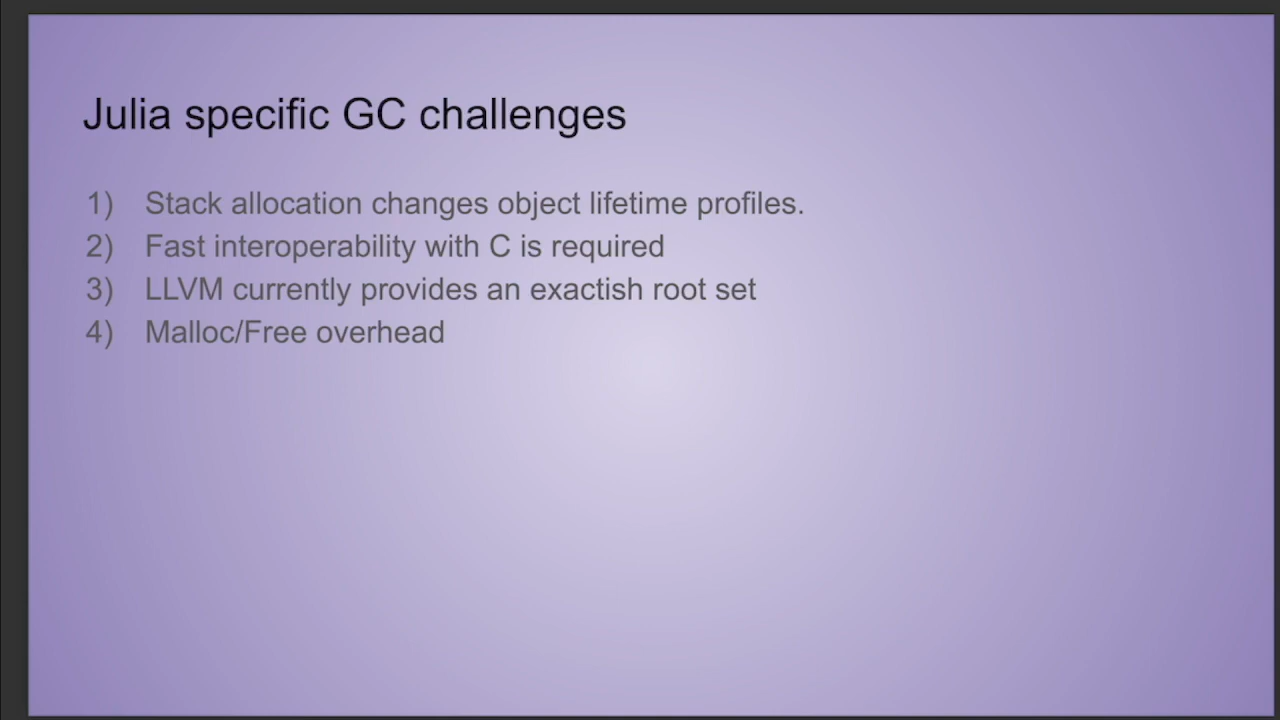 Julia specific GC challenges
1) Stack allocation changes object lifetime profiles.
2) Fast interoperability with C is required
3) LLVM currently provides an exactish root set
4) Malloc/Free overhead